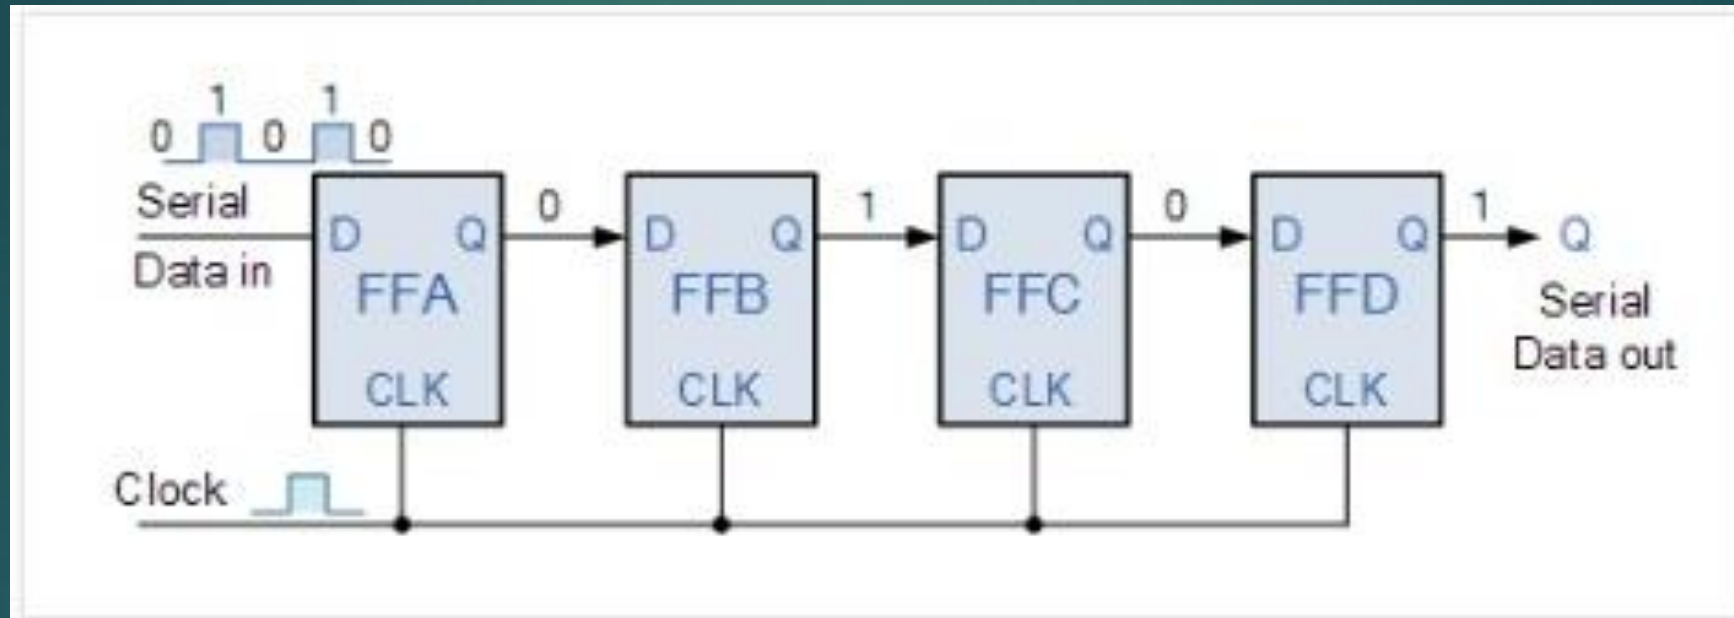 1 1
0 0 0
Serial
Data in
D Q
FFA
CLK
0
D Q
FFB
CLK
1
D Q
FFC
CLK
0
D Q
FFD
CLK
1
Q
Serial
Data out
Clock